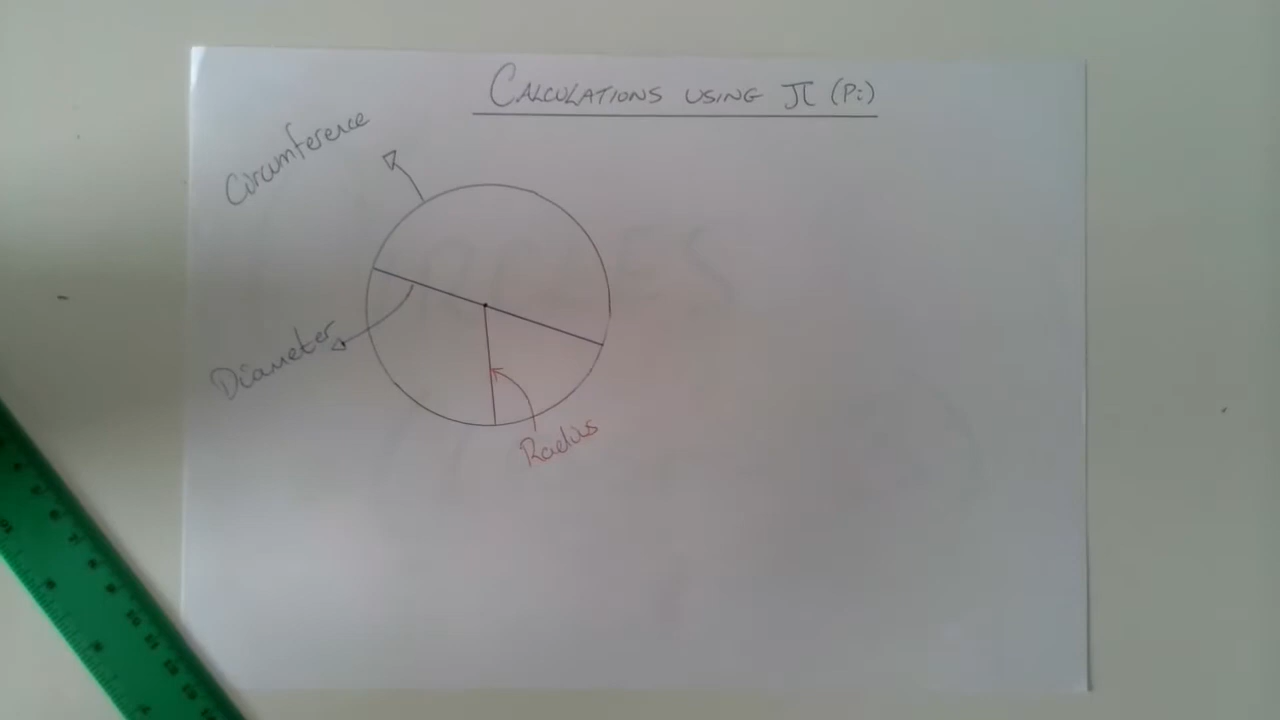 CALCULATIONS USING π (Pi)
Circumference
Diameter
Radius